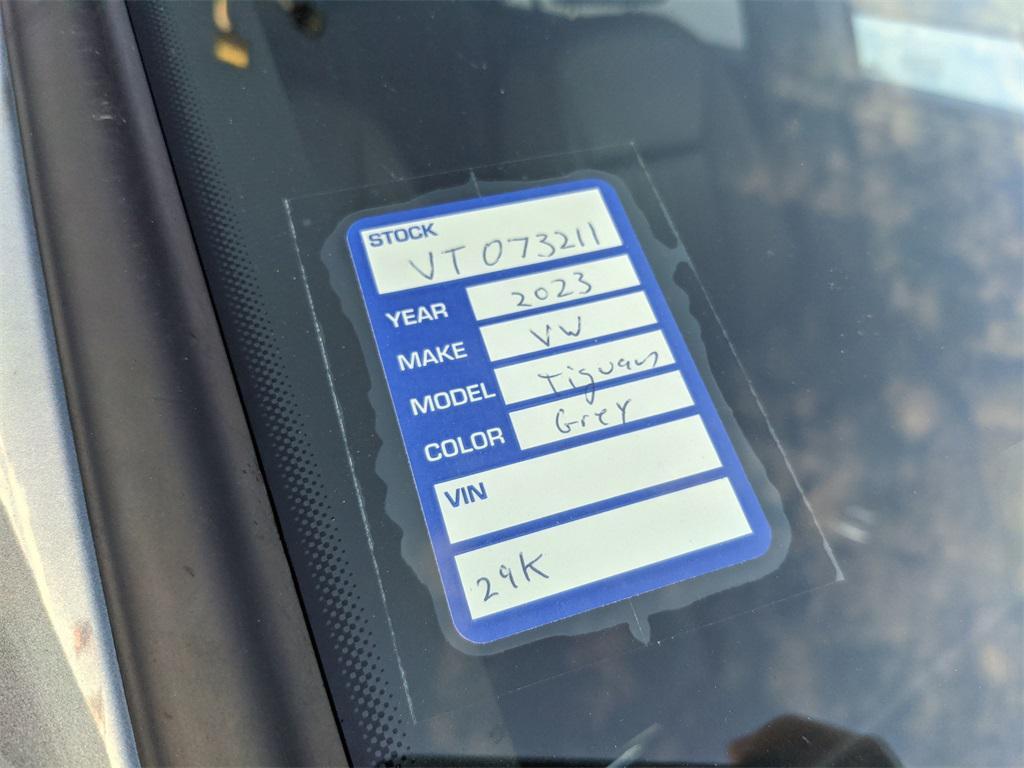 STOCK
VT073211
YEAR 2023
MAKE VW
MODEL Tiguan
COLOR Grey
VIN
29K